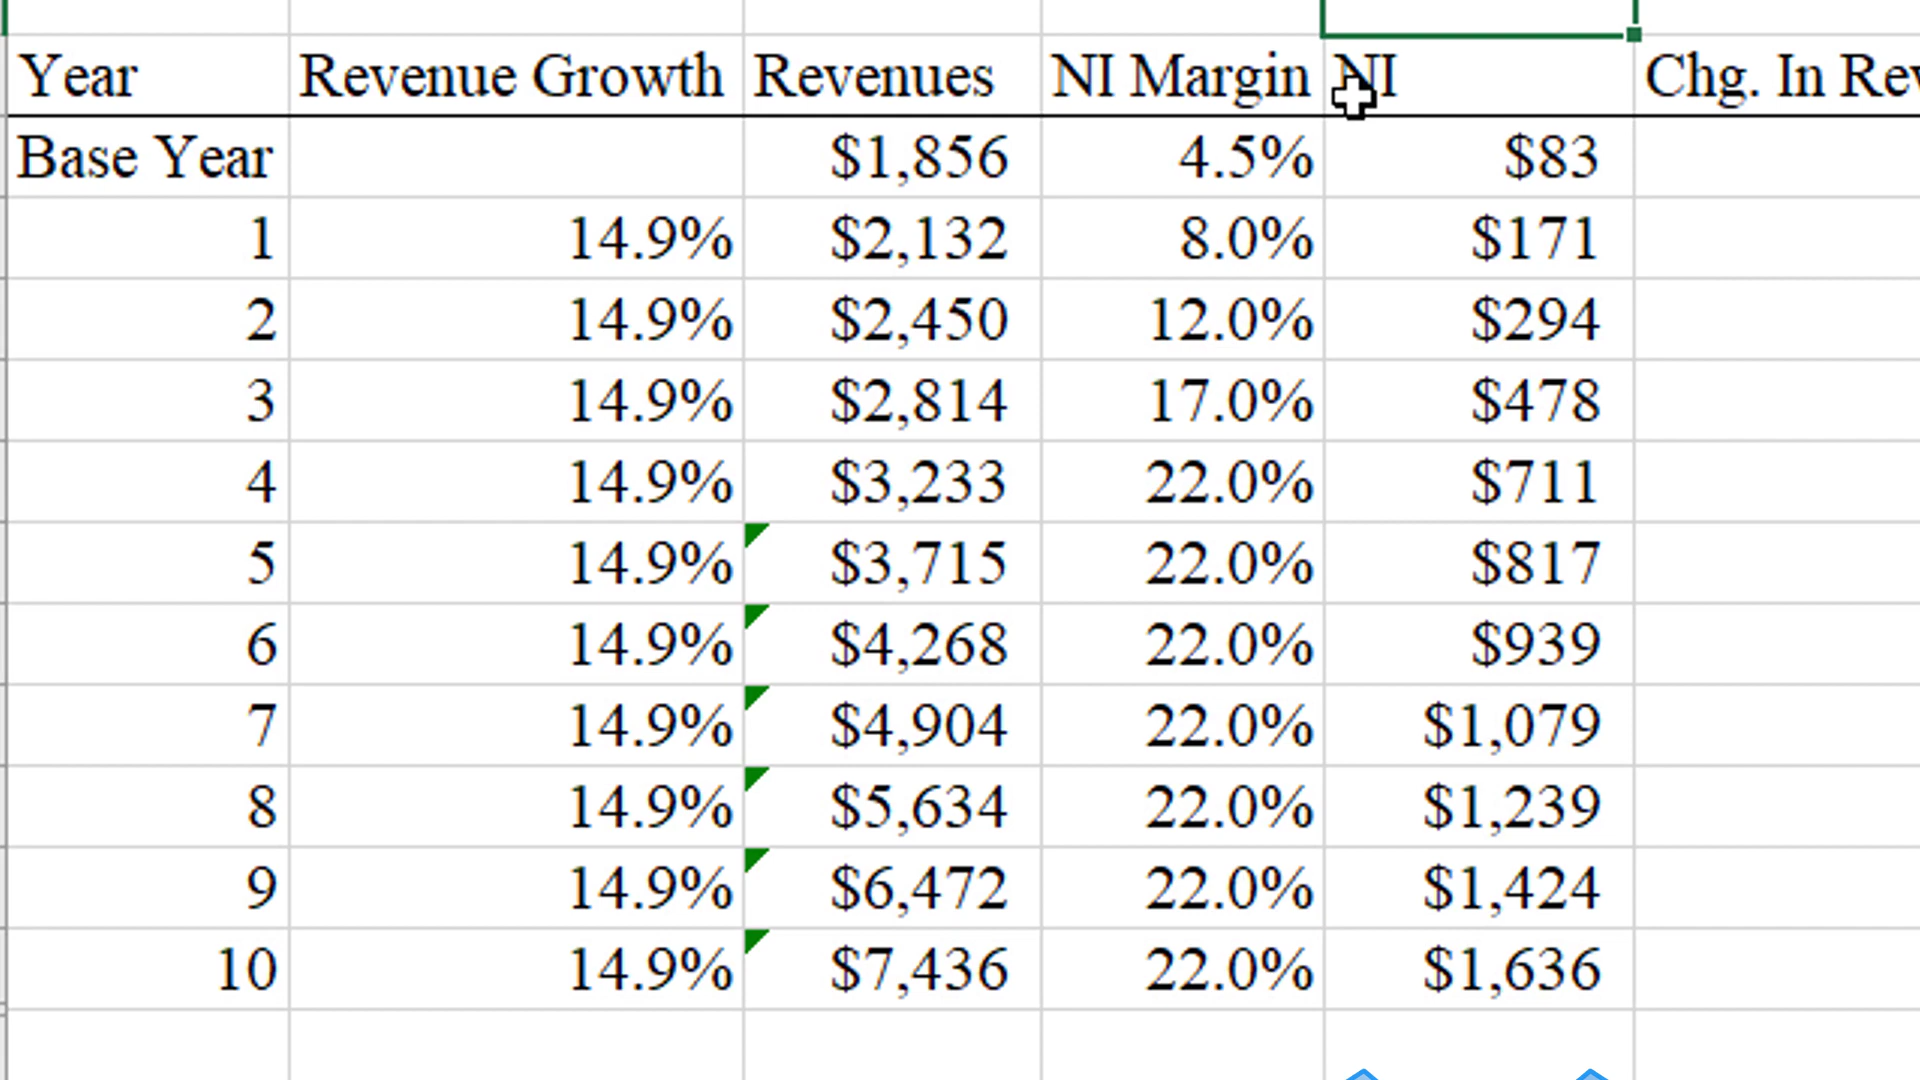 Year Revenue Growth Revenues NI Margin NI Chg. In Rev
Base Year $1,856 4.5% $83
1 14.9% $2,132 8.0% $171
2 14.9% $2,450 12.0% $294
3 14.9% $2,814 17.0% $478
4 14.9% $3,233 22.0% $711
5 14.9% $3,715 22.0% $817
6 14.9% $4,268 22.0% $939
7 14.9% $4,904 22.0% $1,079
8 14.9% $5,634 22.0% $1,239
9 14.9% $6,472 22.0% $1,424
10 14.9% $7,436 22.0% $1,636